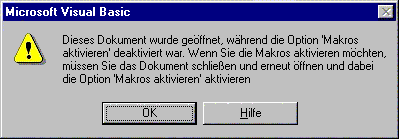 Microsoft Visual Basic
Dieses Dokument wurde geöffnet, während die Option 'Makros
aktivieren' deaktiviert war. Wenn Sie die Makros aktivieren möchten,
müssen Sie das Dokument schließen und erneut öffnen und dabei
die Option 'Makros aktivieren' aktivieren
OK
Hilfe